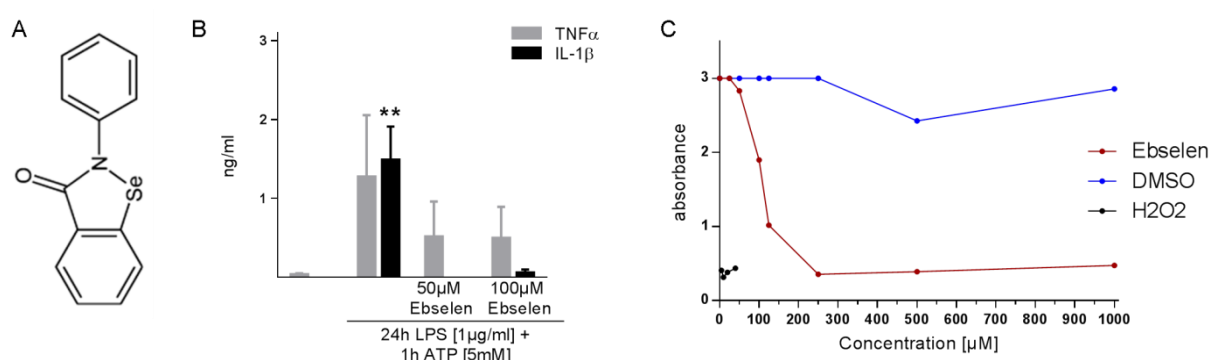 A
O
N
Se
B
TNFα
IL-1β
3
2
1
ng/ml
**
50µM
Ebselen
100µM
Ebselen
24h LPS [1µg/ml] +
1h ATP [5mM]
C
absorbance
3
2
1
0
0 100 200 300 400 500 600 700 800 900 1000
Concentration [µM]
Ebselen
DMSO
H2O2